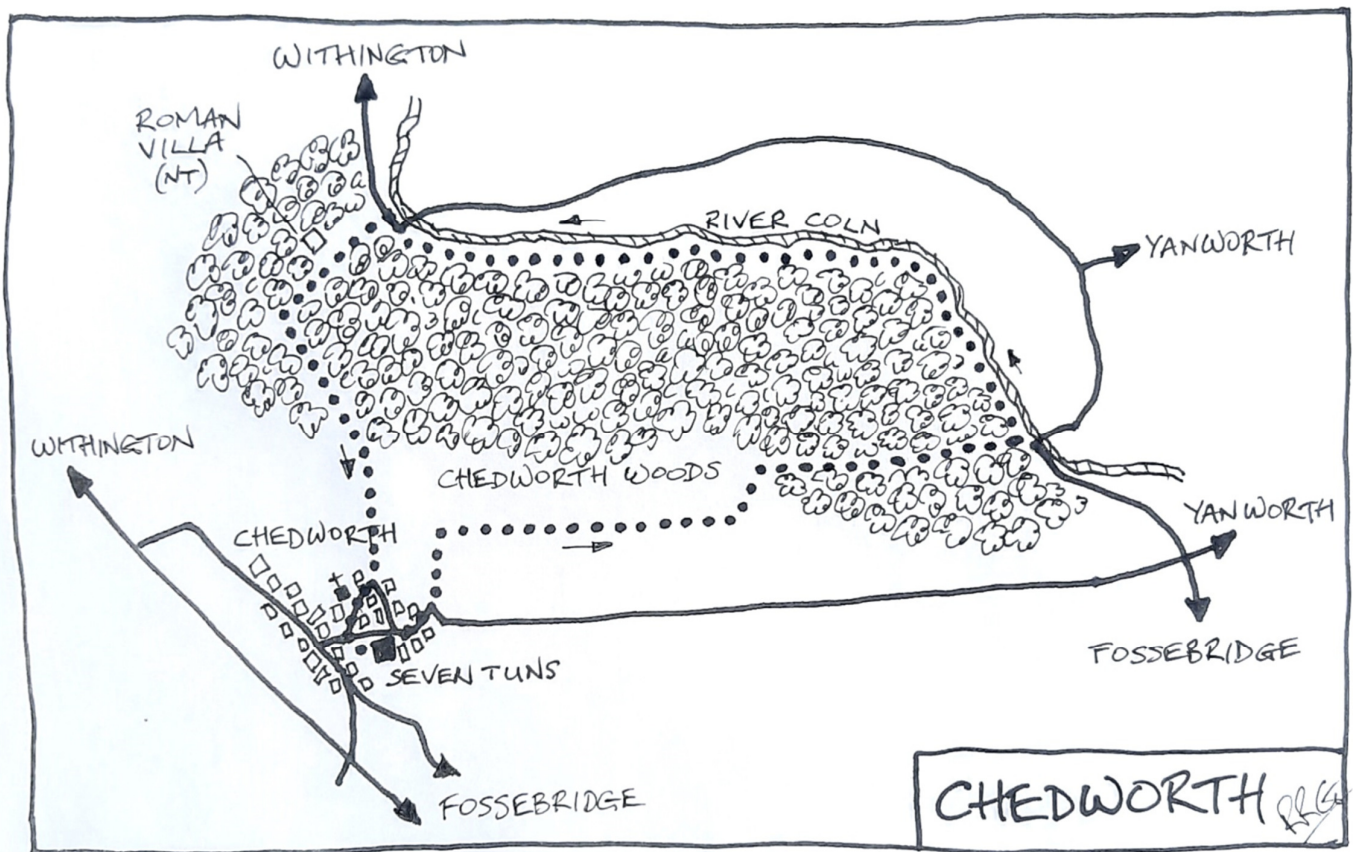 WITHINGTON
ROMAN
VILLA
(NT)
RIVER COLN
YANWORTH
WITHINGTON
CHEDWORTH WOODS
YANWORTH
CHEDWORTH
FOSSEBRIDGE
SEVEN TUNS
FOSSEBRIDGE
CHEDWORTH